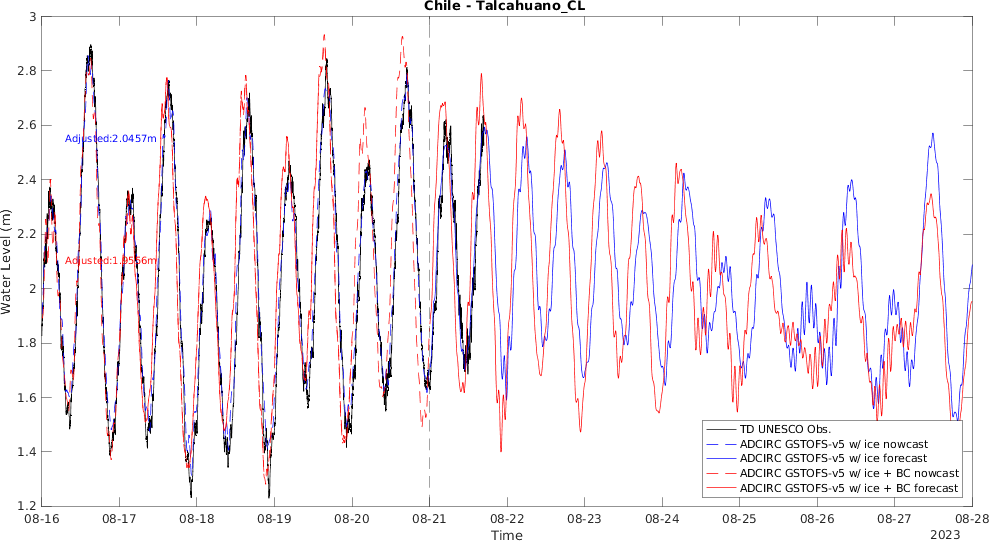 Chile - Talcahuano_CL
Water Level (m)
3
2.8
2.6
2.4
2.2
2
1.8
1.6
1.4
1.2
Adjusted:2.0457m
Adjusted:1.9566m
TD UNESCO Obs.
ADCIRC GSTOFS-v5 w/ ice nowcast
ADCIRC GSTOFS-v5 w/ ice forecast
ADCIRC GSTOFS-v5 w/ ice + BC nowcast
ADCIRC GSTOFS-v5 w/ ice + BC forecast
08-16 08-17 08-18 08-19 08-20 08-21 08-22 08-23 08-24 08-25 08-26 08-27 08-28
Time
2023